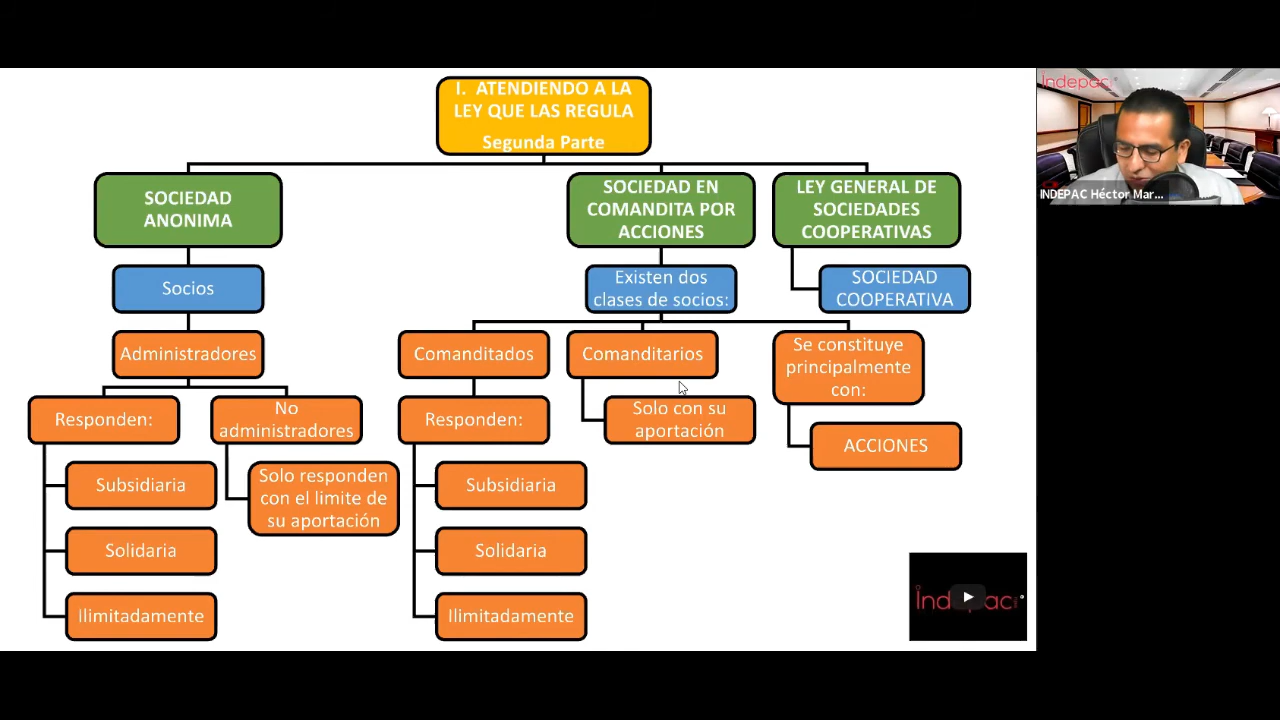 I. ATENDIENDO A LA
LEY QUE LAS REGULA
Segunda Parte
SOCIEDAD
ANONIMA
Socios
Administradores
Responden:
Subsidiaria
Solidaria
Ilimitadamente
No
administradores
Solo responden
con el limite de
su aportación
SOCIEDAD EN
COMANDITA POR
ACCIONES
Existen dos
clases de socios:
Comanditados
Responden:
Subsidiaria
Solidaria
Ilimitadamente
Comanditarios
Solo con su
aportación
Se constituye
principalmente
con:
ACCIONES
LEY GENERAL DE
SOCIEDADES
COOPERATIVAS
SOCIEDAD
COOPERATIVA
Indepac
Indepac
INDEPAC Héctor Mar...